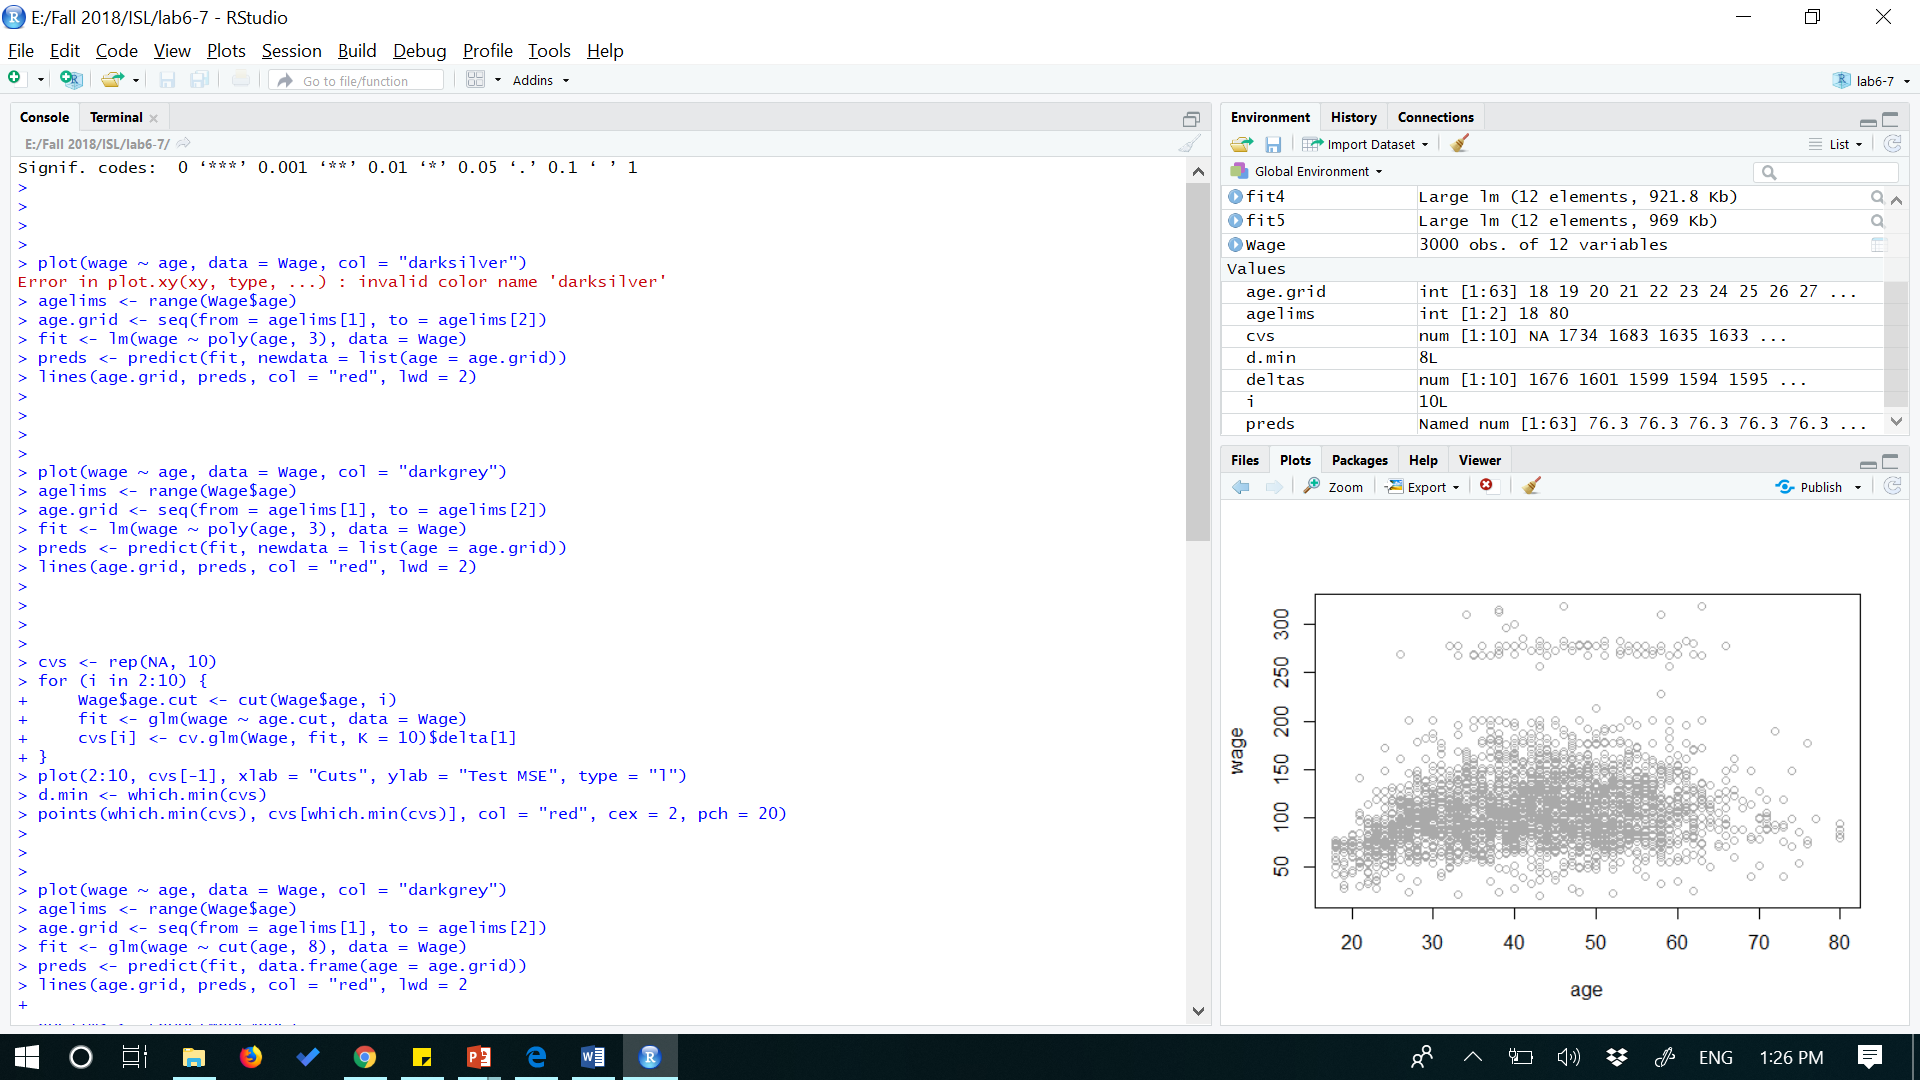 E:/Fall 2018/ISL/lab6-7 - RStudio
File Edit Code View Plots Session Build Debug Profile Tools Help
Go to file/function Addins lab6-7
Console Terminal
E:/Fall 2018/ISL/lab6-7/
Signif. codes:  0 ‘***’ 0.001 ‘**’ 0.01 ‘*’ 0.05 ‘.’ 0.1 ‘ ’ 1
>
>
>
>
> plot(wage ~ age, data = Wage, col = "darksilver")
Error in plot.xy(xy, type, ...) : invalid color name 'darksilver'
> agelims <- range(Wage$age)
> age.grid <- seq(from = agelims[1], to = agelims[2])
> fit <- lm(wage ~ poly(age, 3), data = Wage)
> preds <- predict(fit, newdata = list(age = age.grid))
> lines(age.grid, preds, col = "red", lwd = 2)
>
>
>
>
> plot(wage ~ age, data = Wage, col = "darkgrey")
> agelims <- range(Wage$age)
> age.grid <- seq(from = agelims[1], to = agelims[2])
> fit <- lm(wage ~ poly(age, 3), data = Wage)
> preds <- predict(fit, newdata = list(age = age.grid))
> lines(age.grid, preds, col = "red", lwd = 2)
>
>
>
>
> cvs <- rep(NA, 10)
> for (i in 2:10) {
+     Wage$age.cut <- cut(Wage$age, i)
+     fit <- glm(wage ~ age.cut, data = Wage)
+     cvs[i] <- cv.glm(Wage, fit, K = 10)$delta[1]
+ }
> plot(2:10, cvs[-1], xlab = "Cuts", ylab = "Test MSE", type = "l")
> d.min <- which.min(cvs)
> points(which.min(cvs), cvs[which.min(cvs)], col = "red", cex = 2, pch = 20)
>
>
>
> plot(wage ~ age, data = Wage, col = "darkgrey")
> agelims <- range(Wage$age)
> age.grid <- seq(from = agelims[1], to = agelims[2])
> fit <- glm(wage ~ cut(age, 8), data = Wage)
> preds <- predict(fit, data.frame(age = age.grid))
> lines(age.grid, preds, col = "red", lwd = 2
+
Environment History Connections
Import Dataset List
Global Environment
fit4 Large lm (12 elements, 921.8 Kb)
fit5 Large lm (12 elements, 969 Kb)
Wage 3000 obs. of 12 variables
Values
age.grid int [1:63] 18 19 20 21 22 23 24 25 26 27 ...
agelims int [1:2] 18 80
cvs num [1:10] NA 1734 1683 1635 1633 ...
d.min 8L
deltas num [1:10] 1676 1601 1599 1594 1595 ...
i 10L
preds Named num [1:63] 76.3 76.3 76.3 76.3 76.3 ...
Files Plots Packages Help Viewer
Zoom Export Publish
300
250
200
150
100
50
wage
20 30 40 50 60 70 80
age
ENG 1:26 PM